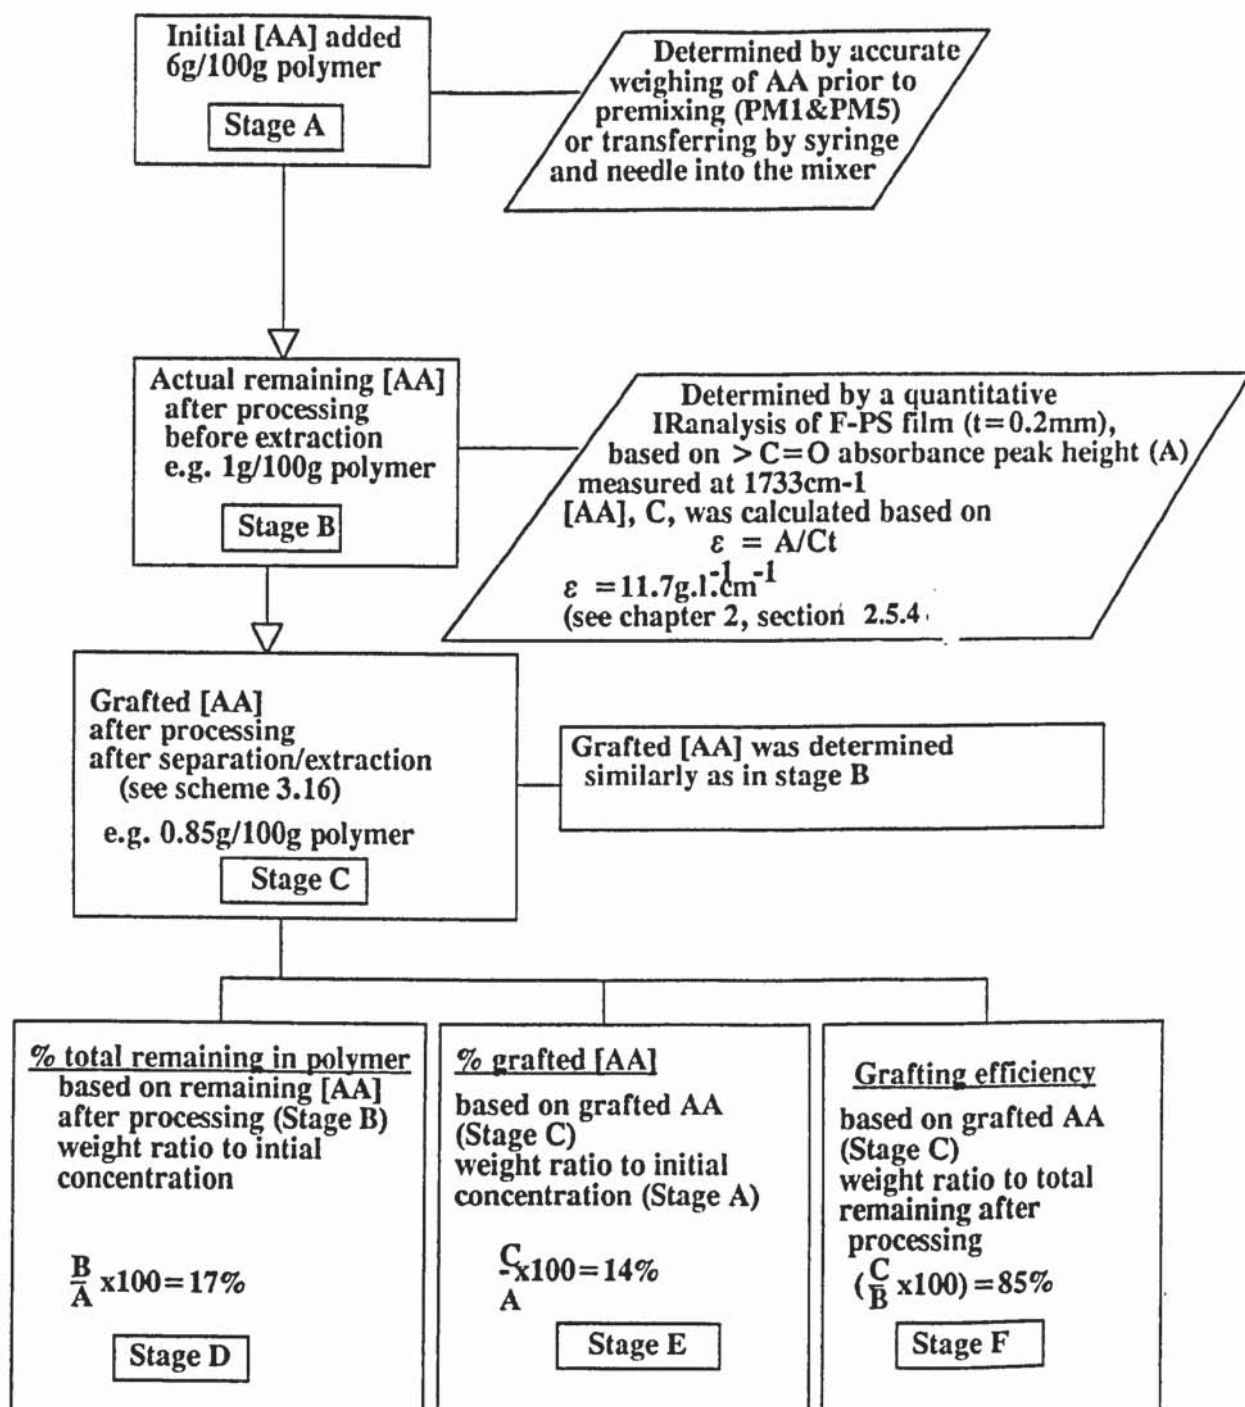 Initial [AA] added
6g/100g polymer
Stage A
Determined by accurate
weighing of AA prior to
premixing (PM1&PM5)
or transferring by syringe
and needle into the mixer
Actual remaining [AA]
after processing
before extraction
e.g. 1g/100g polymer
Stage B
Determined by a quantitative
IRanalysis of F-PS film (t=0.2mm),
based on >C=O absorbance peak height (A)
measured at 1733cm-1
[AA], C, was calculated based on
ε = A/Ct
ε =11.7g.l⁻¹.cm⁻¹
(see chapter 2, section 2.5.4
Grafted [AA]
after processing
after separation/extraction
(see scheme 3.16)
e.g. 0.85g/100g polymer
Stage C
Grafted [AA] was determined
similarly as in stage B
% total remaining in polymer
based on remaining [AA]
after processing (Stage B)
weight ratio to intial
concentration
B/A x100=17%
Stage D
% grafted [AA]
based on grafted AA
(Stage C)
weight ratio to initial
concentration (Stage A)
C/A x100=14%
Stage E
Grafting efficiency
based on grafted AA
(Stage C)
weight ratio to total
remaining after
processing
(C/B x100)=85%
Stage F